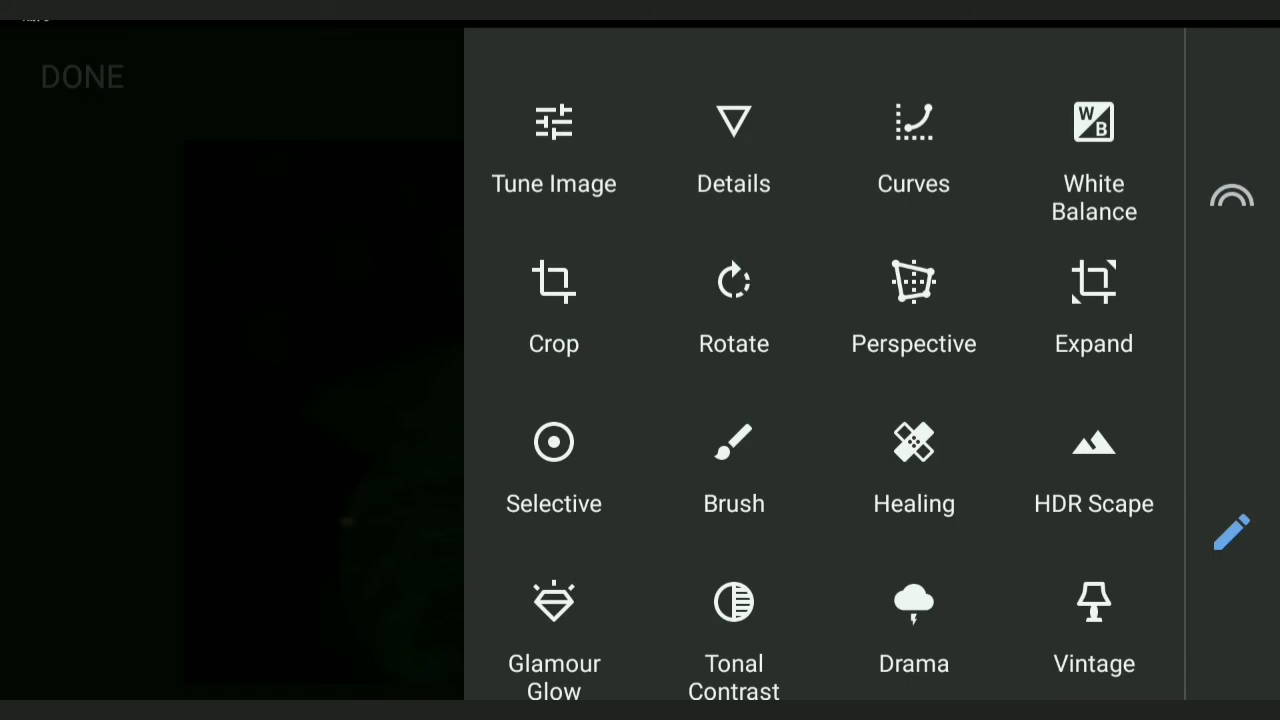 DONE
Tune Image
Details
Curves
White
Balance
Crop
Rotate
Perspective
Expand
Selective
Brush
Healing
HDR Scape
Glamour
Glow
Tonal
Contrast
Drama
Vintage